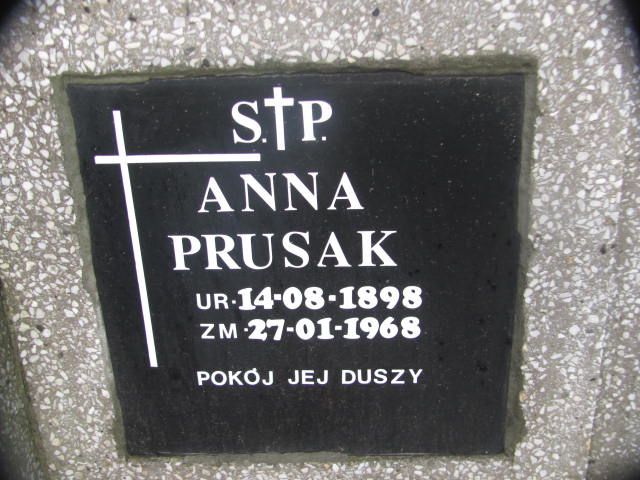 S.†P.
ANNA
PRUSAK
UR·14-08-1898
ZM·27-01-1968
POKÓJ JEJ DUSZY